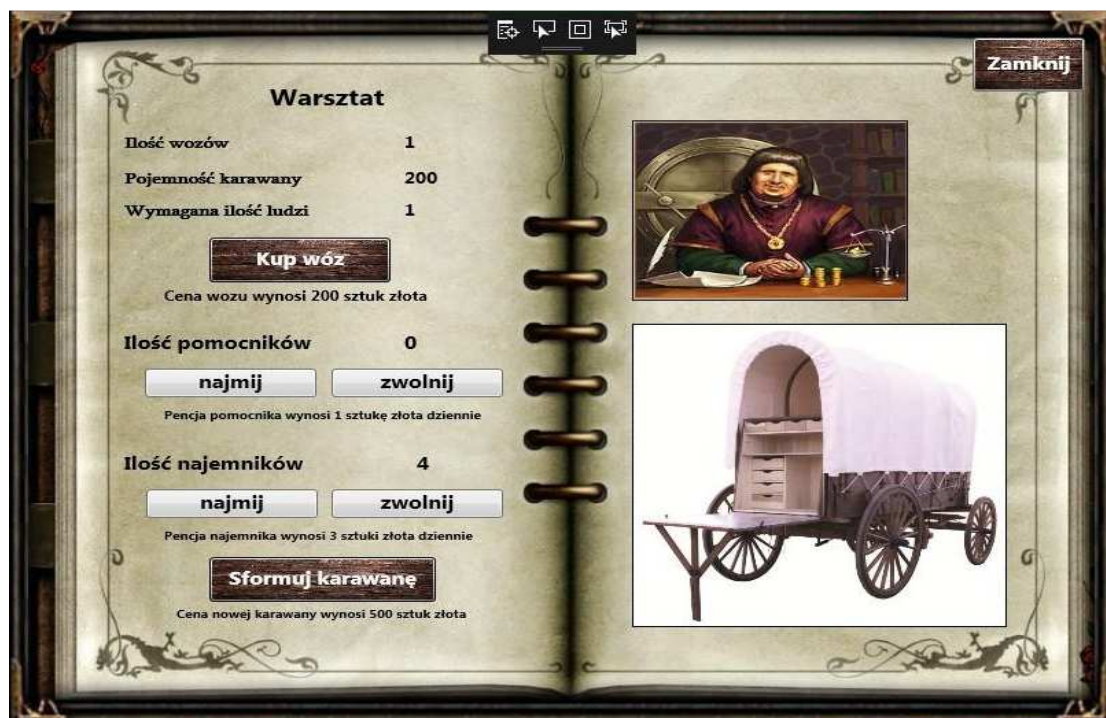 Zamknij
Warsztat
Ilość wozów 1
Pojemność karawany 200
Wymagana ilość ludzi 1
Kup wóz
Cena wozu wynosi 200 sztuk złota
Ilość pomocników 0
najmij zwolnij
Pencja pomocnika wynosi 1 sztukę złota dziennie
Ilość najemników 4
najmij zwolnij
Pencja najemnika wynosi 3 sztuki złota dziennie
Sformuj karawanę
Cena nowej karawany wynosi 500 sztuk złota